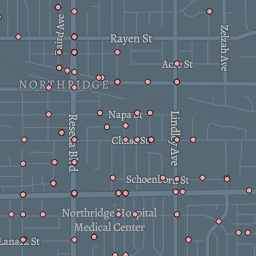 Rayen St
Zelzah Ave
Acre St
NORTHRIDGE
Napa St
Reseda Blvd
Lindley Ave
Chase St
Schoenborn St
Northridge Hospital
Medical Center
Lanark St